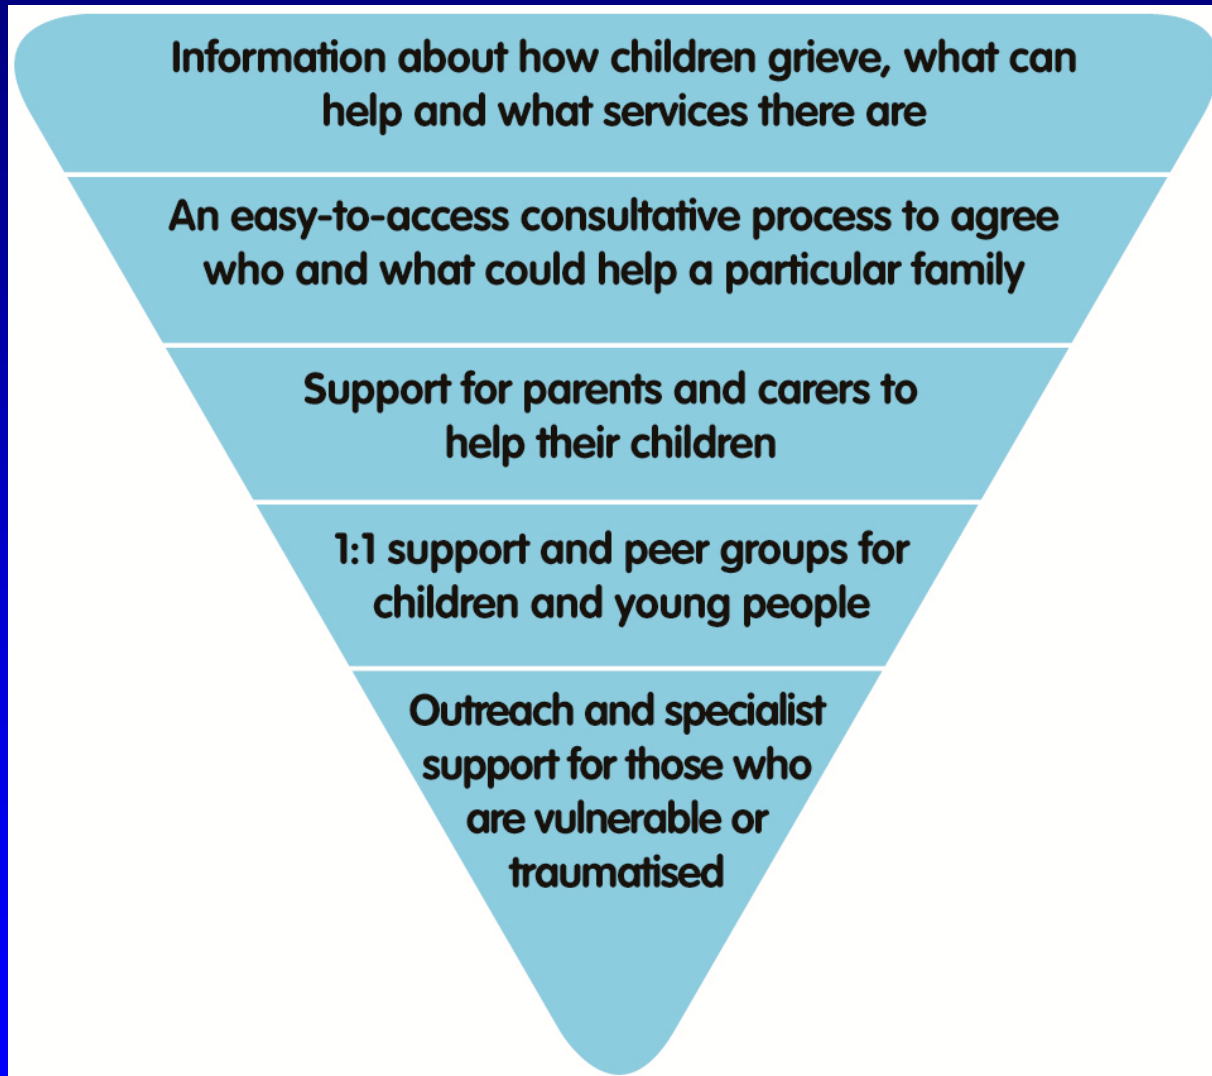 Information about how children grieve, what can
help and what services there are
An easy-to-access consultative process to agree
who and what could help a particular family
Support for parents and carers to
help their children
1:1 support and peer groups for
children and young people
Outreach and specialist
support for those who
are vulnerable or
traumatised